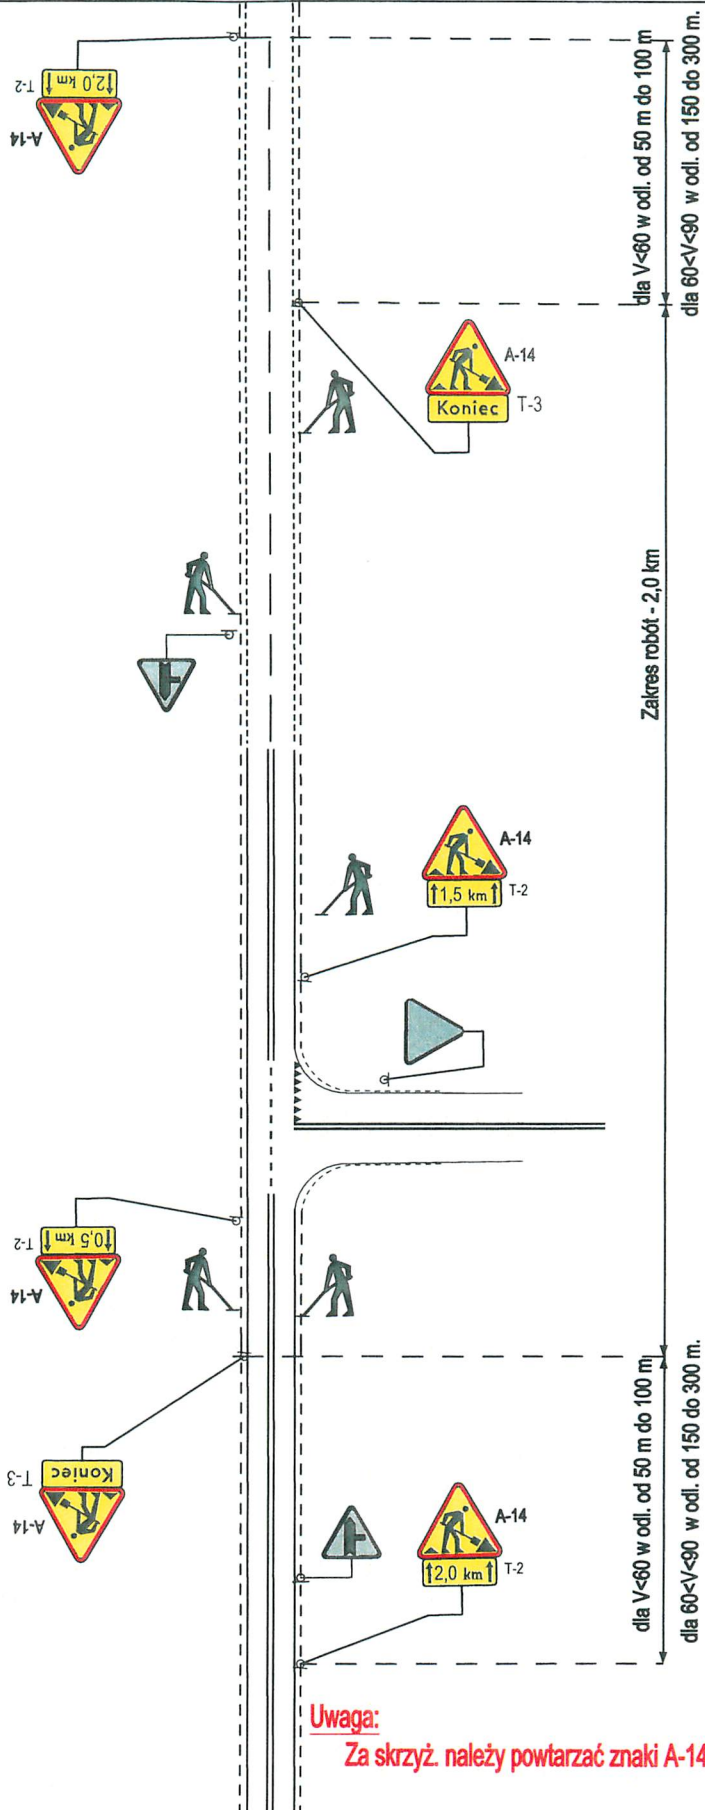 ↑2,0 km↑
T-2
A-14
dla V<60 w odl. od 50 m do 100 m
dla 60<V<90 w odl. od 150 do 300 m.
A-14
Koniec
T-3
Zakres robót - 2,0 km
A-14
↑1,5 km↑
T-2
↑0,5 km↑
T-2
A-14
Koniec
T-3
A-14
A-14
↑2,0 km↑
T-2
dla V<60 w odl. od 50 m do 100 m
dla 60<V<90 w odl. od 150 do 300 m.
Uwaga:
Za skrzyż. należy powtarzać znaki A-14